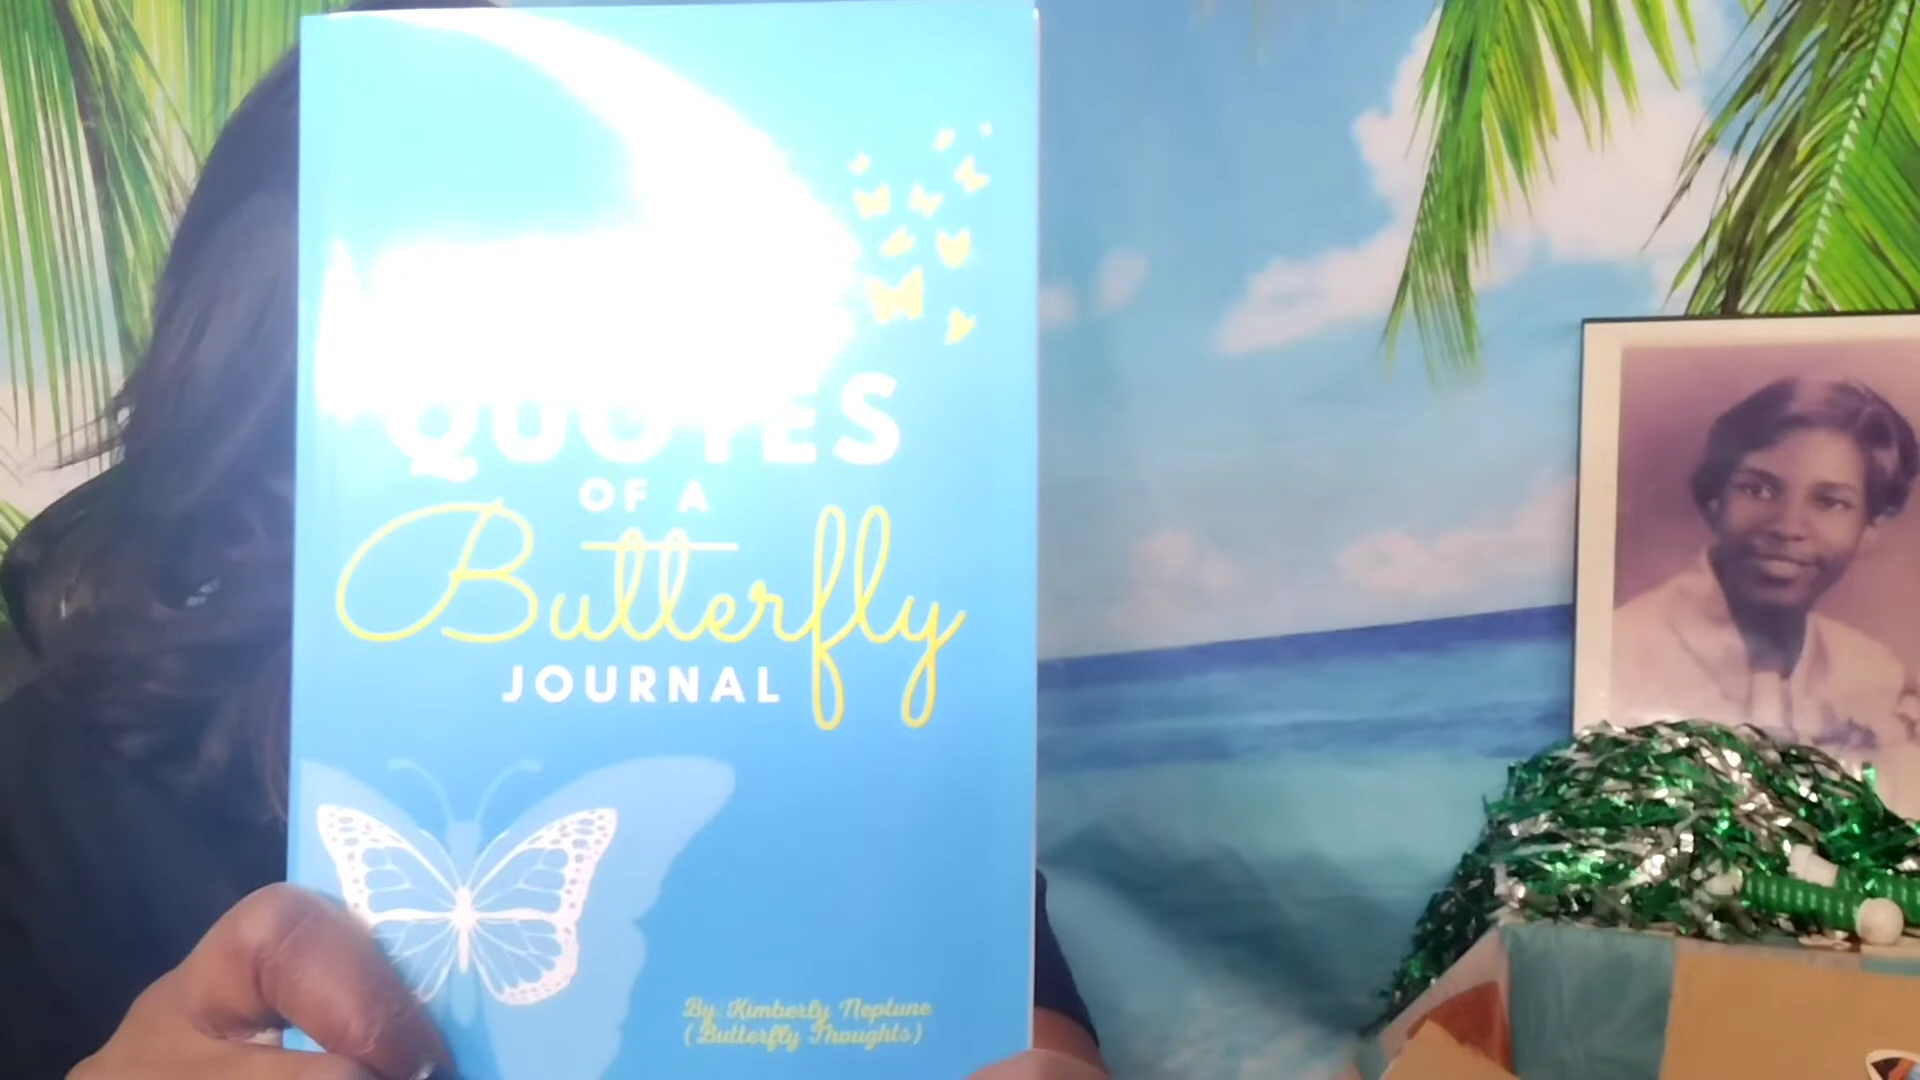 QUOTES
OF A
Butterfly
JOURNAL
By: Kimberly Neptune
(Butterfly Thoughts)